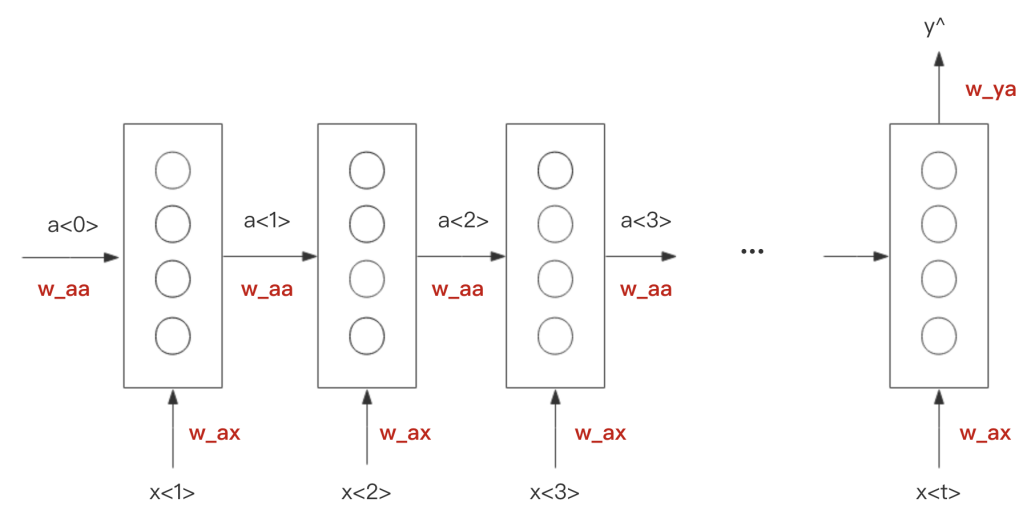 y^
w_ya
a<0>
a<1>
a<2>
a<3>
...
w_aa
w_aa
w_aa
w_aa
w_ax
w_ax
w_ax
w_ax
x<1>
x<2>
x<3>
x<t>